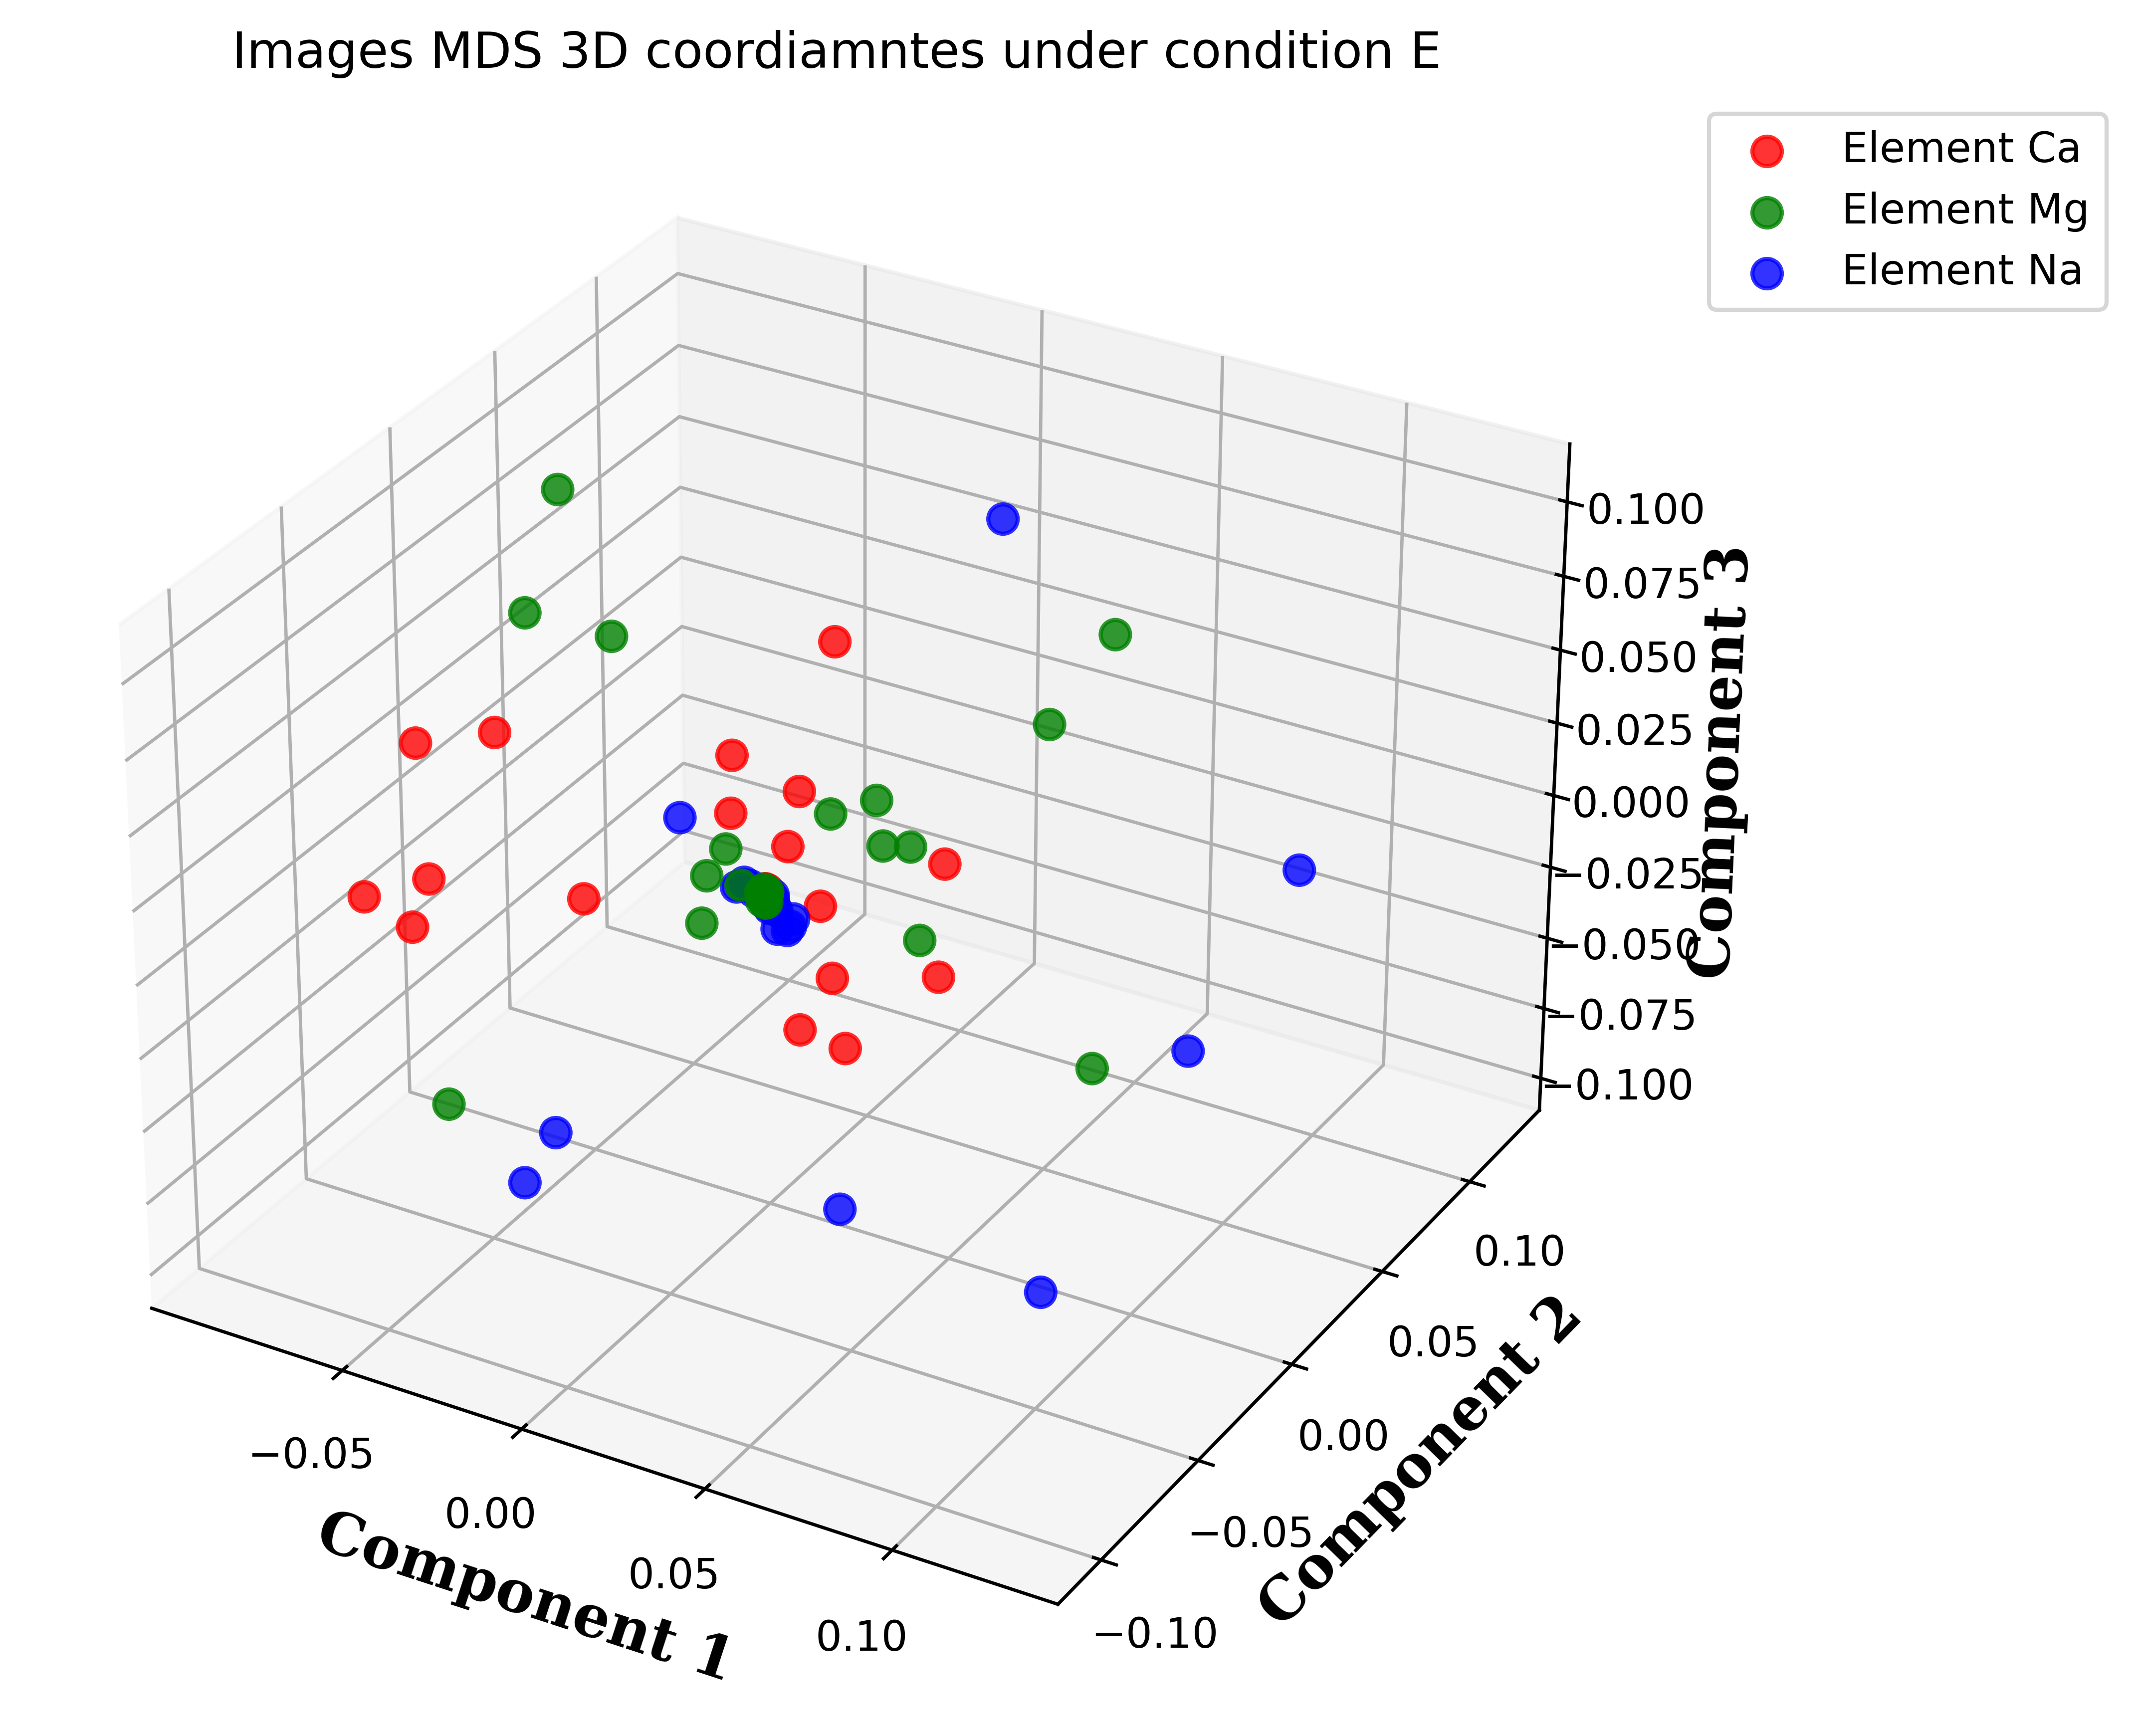 Images MDS 3D coordiamntes under condition E
Element Ca
Element Mg
Element Na
0.100
0.075
0.050
0.025
0.000
−0.025
−0.050
−0.075
−0.100
Component 3
0.10
0.05
0.00
−0.05
−0.10
Component 2
−0.05
0.00
0.05
0.10
Component 1